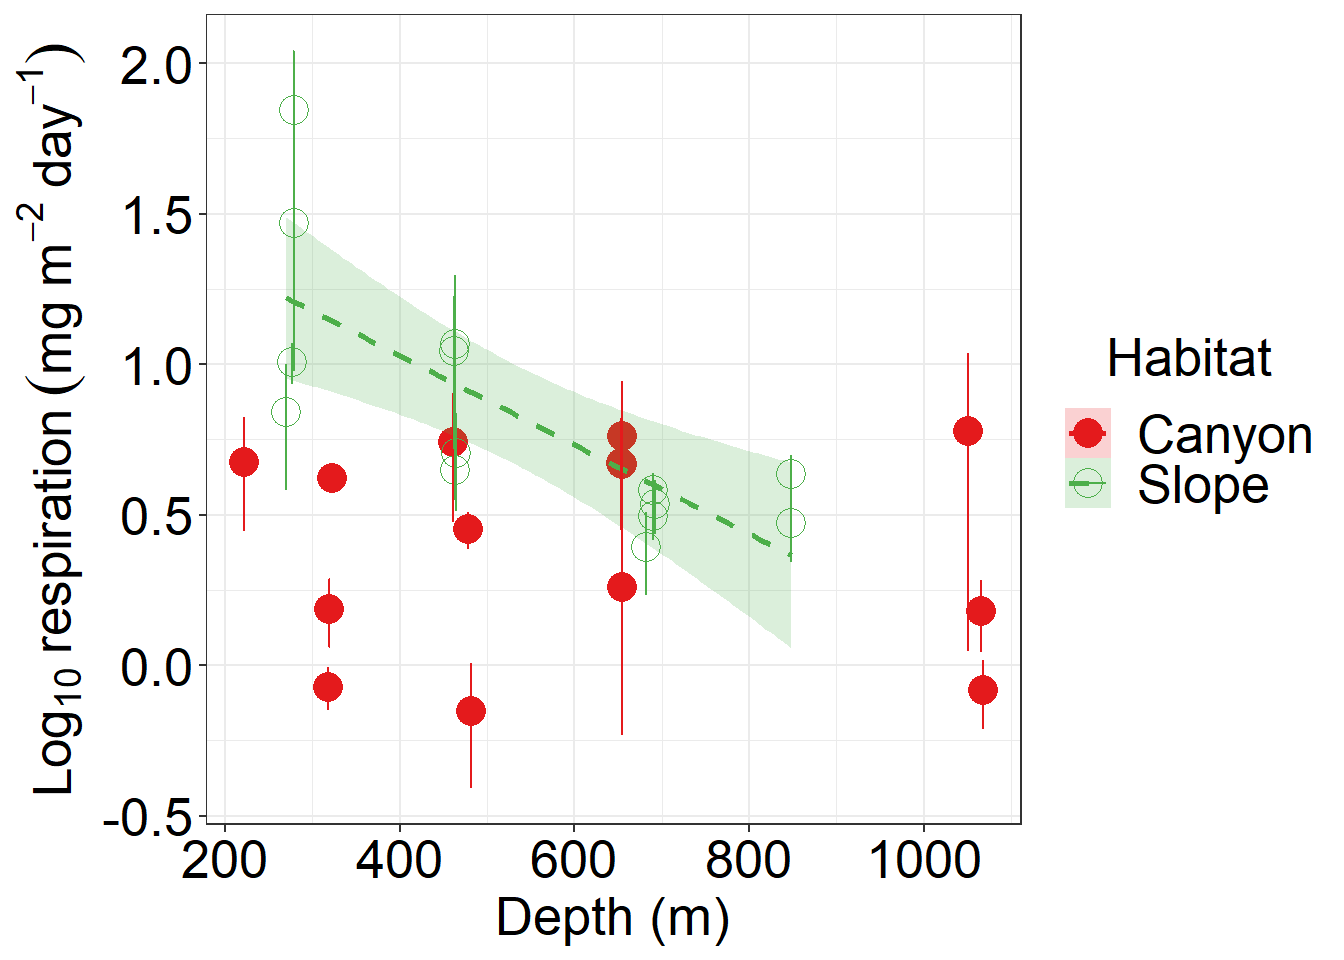 Log₁₀ respiration (mg m⁻² day⁻¹)
2.0
1.5
1.0
0.5
0.0
-0.5
200 400 600 800 1000
Depth (m)
Habitat
Canyon
Slope